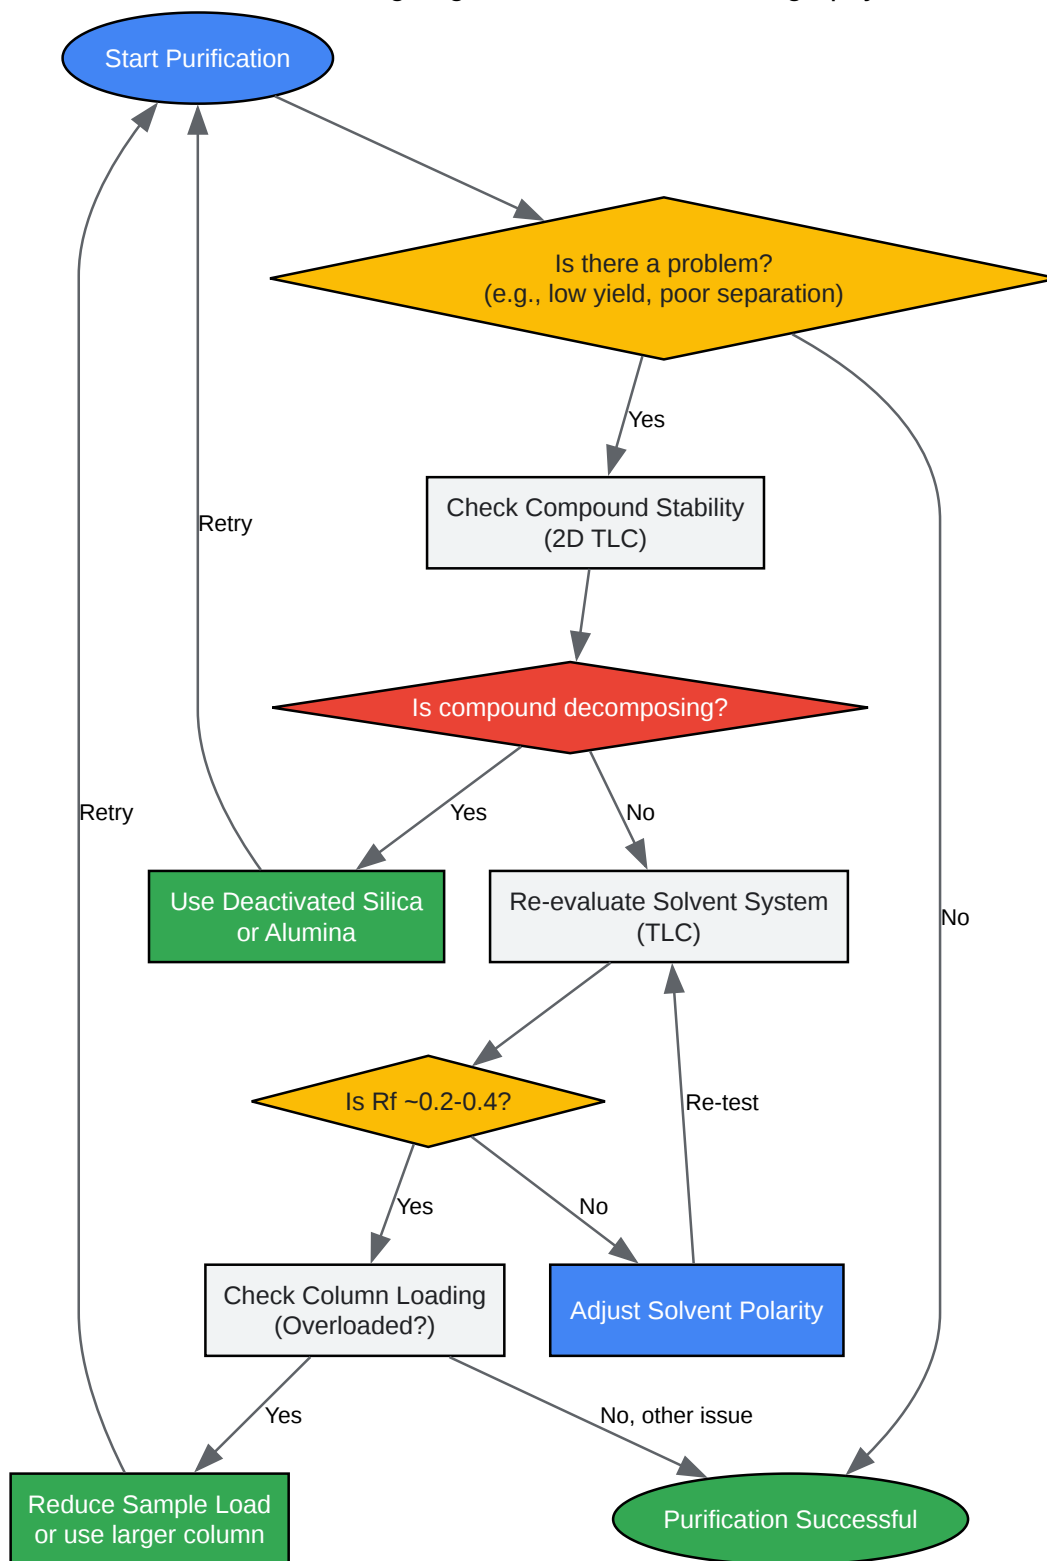 Start Purification
Is there a problem?
(e.g., low yield, poor separation)
Yes
Check Compound Stability
(2D TLC)
Retry
Is compound decomposing?
Retry
Yes
No
Use Deactivated Silica
or Alumina
Re-evaluate Solvent System
(TLC)
No
Is Rf ~0.2-0.4?
Re-test
Yes
No
Check Column Loading
(Overloaded?)
Adjust Solvent Polarity
Yes
No, other issue
Reduce Sample Load
or use larger column
Purification Successful